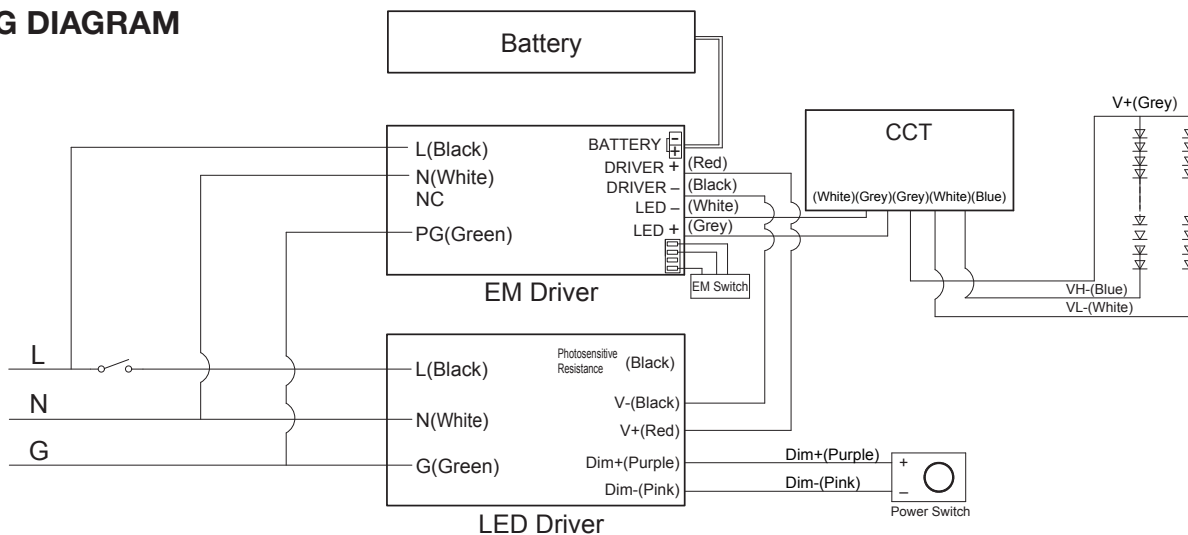 G DIAGRAM
Battery
L(Black)
N(White)
NC
PG(Green)
BATTERY - +
DRIVER + (Red)
DRIVER – (Black)
LED – (White)
LED + (Grey)
EM Switch
EM Driver
CCT
(White)(Grey)(Grey)(White)(Blue)
V+(Grey)
VH-(Blue)
VL-(White)
L
N
G
L(Black)
N(White)
G(Green)
Photosensitive
Resistance
(Black)
V-(Black)
V+(Red)
Dim+(Purple)
Dim-(Pink)
LED Driver
Dim+(Purple)
Dim-(Pink)
+
–
Power Switch